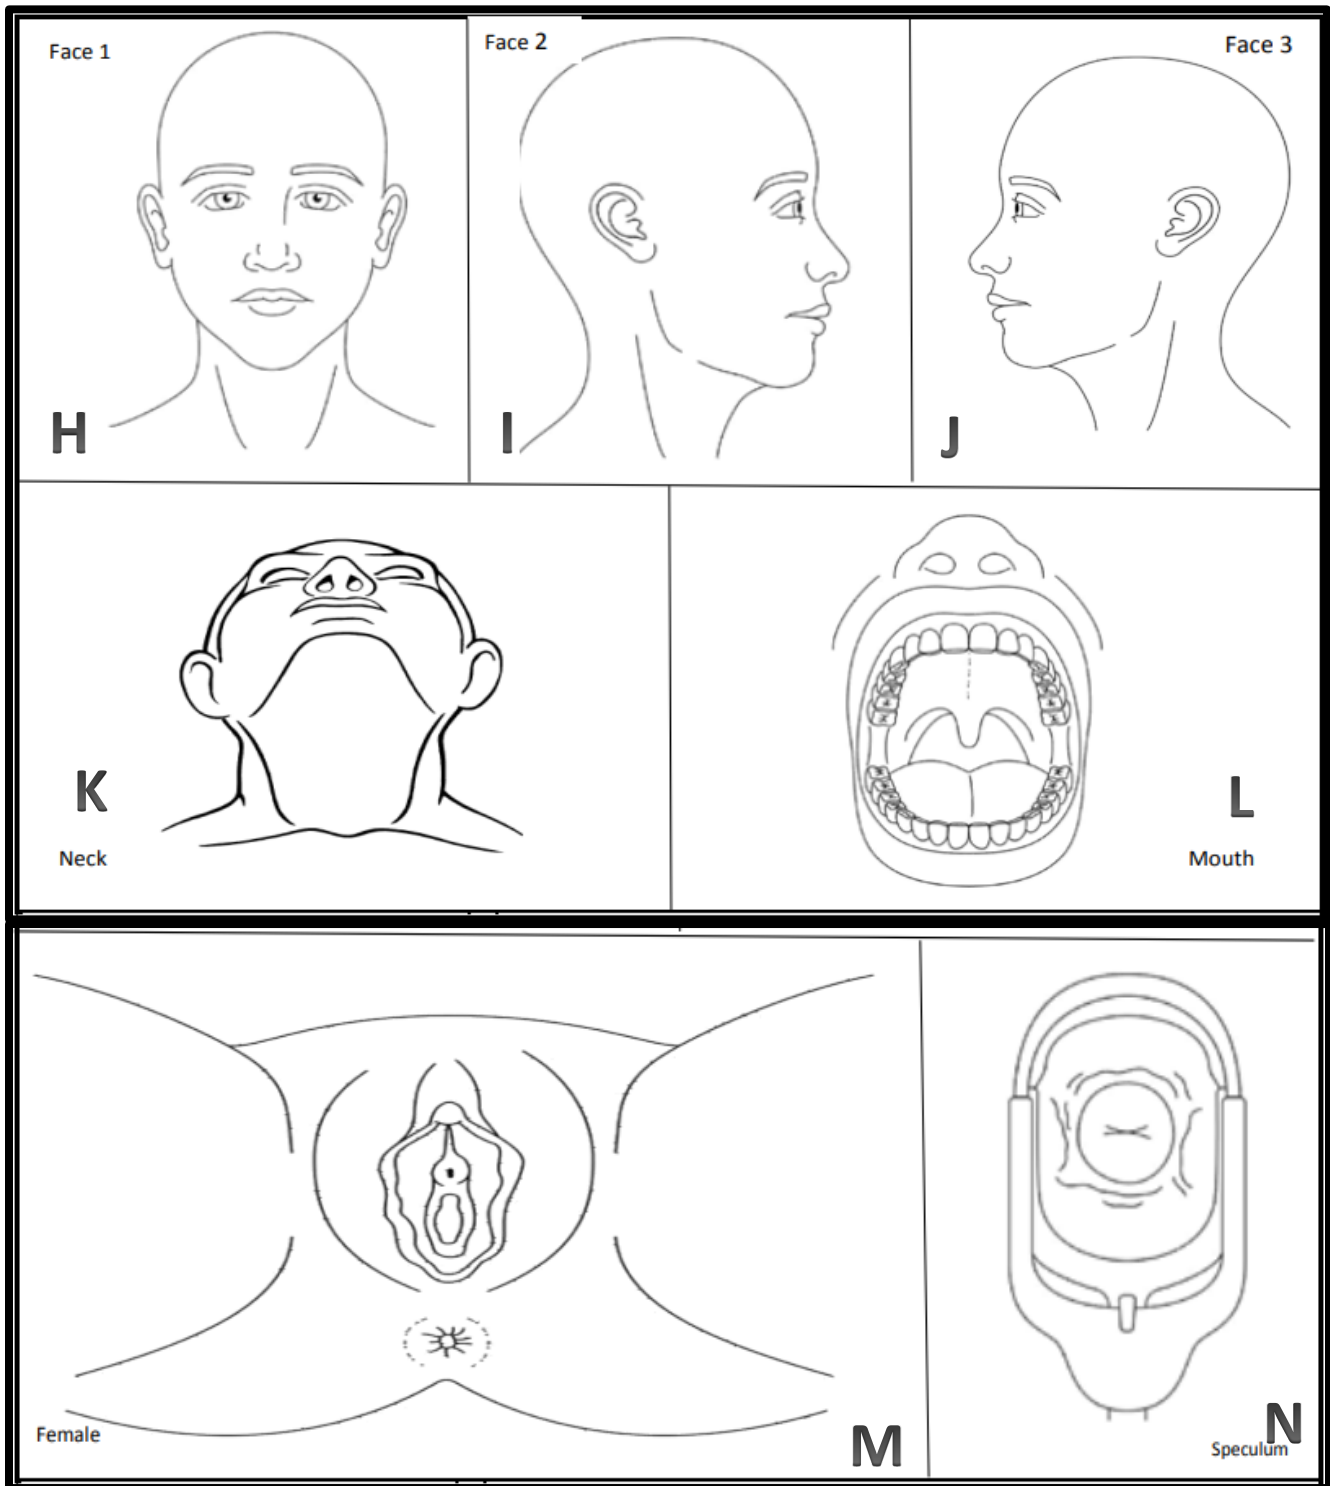 Face 1
Face 2
Face 3
H
I
J
K
Neck
L
Mouth
Female
M
N
Speculum